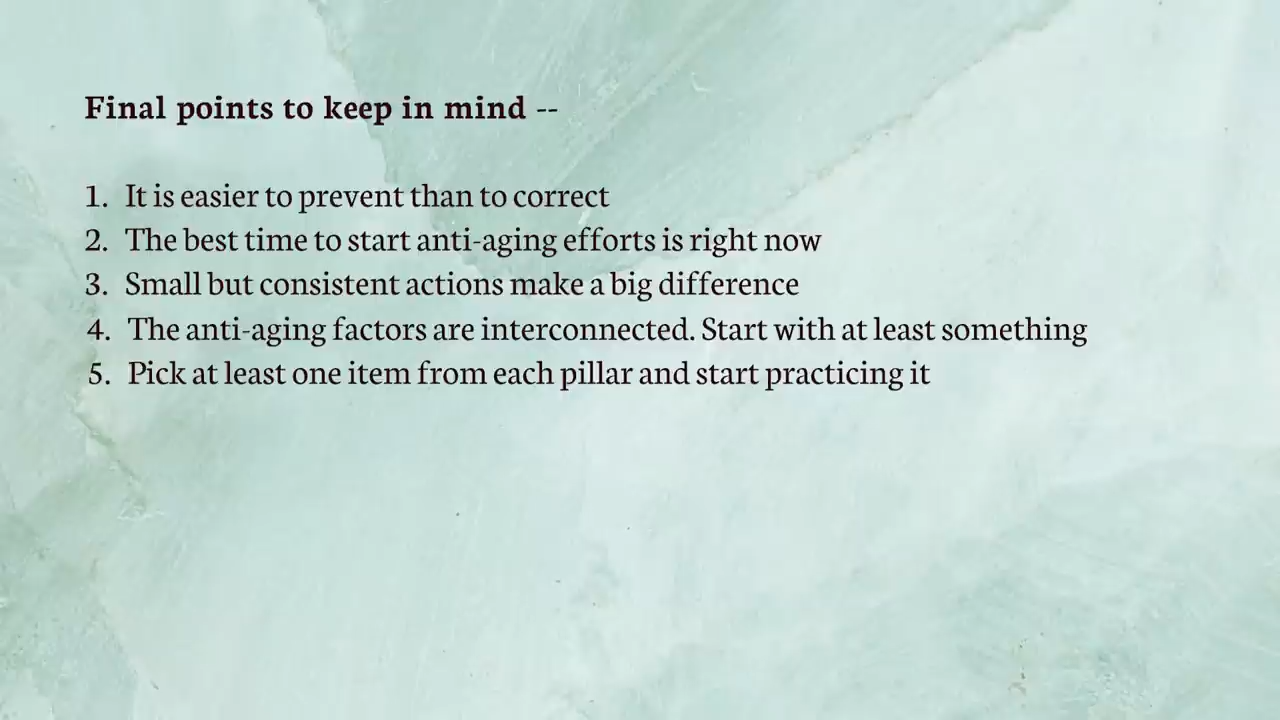 Final points to keep in mind --
1. It is easier to prevent than to correct
2. The best time to start anti-aging efforts is right now
3. Small but consistent actions make a big difference
4. The anti-aging factors are interconnected. Start with at least something
5. Pick at least one item from each pillar and start practicing it